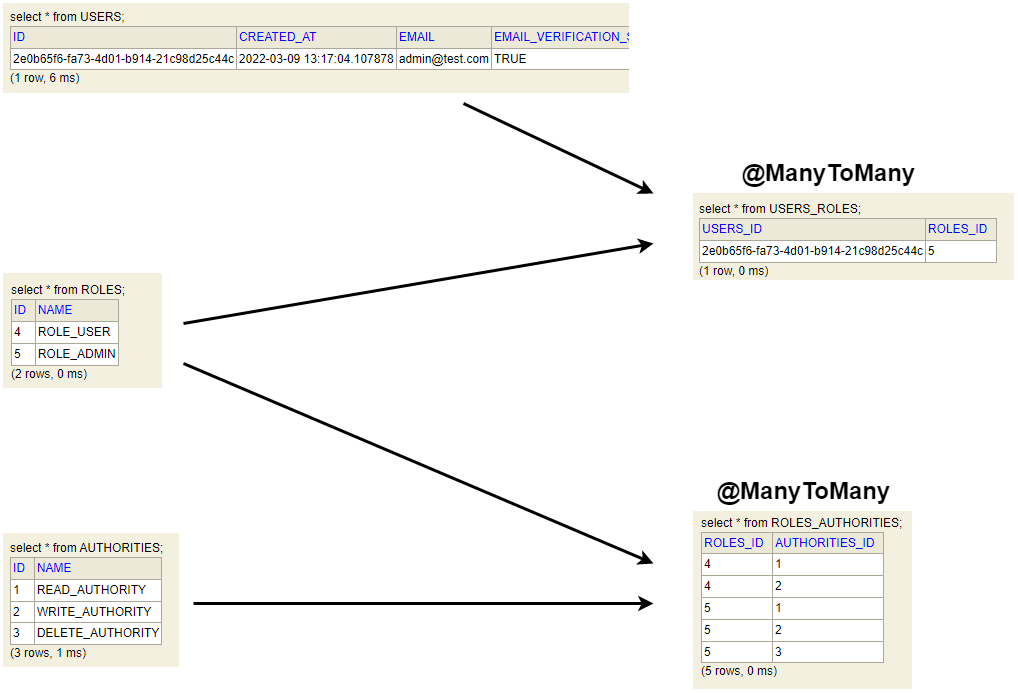 select * from USERS;
ID CREATED_AT EMAIL EMAIL_VERIFICATION_
2e0b65f6-fa73-4d01-b914-21c98d25c44c 2022-03-09 13:17:04.107878 admin@test.com TRUE
(1 row, 6 ms)
@ManyToMany
select * from USERS_ROLES;
USERS_ID ROLES_ID
2e0b65f6-fa73-4d01-b914-21c98d25c44c 5
(1 row, 0 ms)
select * from ROLES;
ID NAME
4 ROLE_USER
5 ROLE_ADMIN
(2 rows, 0 ms)
@ManyToMany
select * from ROLES_AUTHORITIES;
ROLES_ID AUTHORITIES_ID
4 1
4 2
5 1
5 2
5 3
(5 rows, 0 ms)
select * from AUTHORITIES;
ID NAME
1 READ_AUTHORITY
2 WRITE_AUTHORITY
3 DELETE_AUTHORITY
(3 rows, 1 ms)